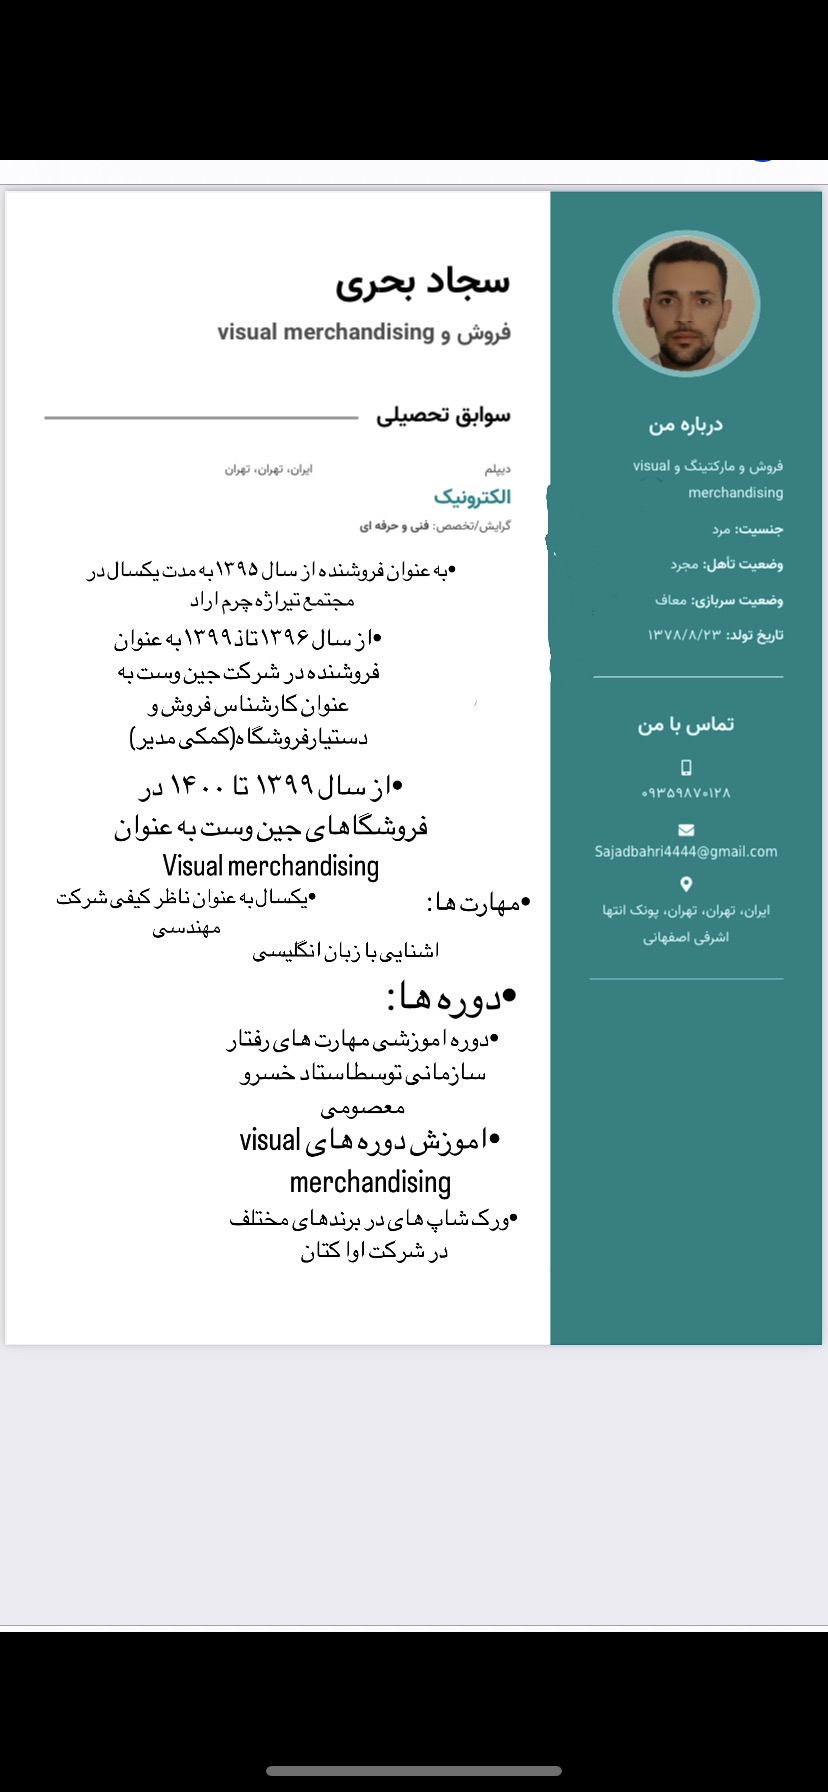 سجاد بحری
فروش و visual merchandising
سوابق تحصیلی
دیپلم
ایران، تهران، تهران
الکترونیک
گرایش/تخصص: فنی و حرفه ای
•به عنوان فروشنده از سال ۱۳۹۵ به مدت یکسال در
مجتمع تیراژه چرم اراد
•از سال ۱۳۹۶ تاذ ۱۳۹۹ به عنوان
فروشنده در شرکت جین وست به
عنوان کارشناس فروش و
دستیارفروشگاه(کمکی مدیر)
•از سال ۱۳۹۹ تا ۱۴۰۰ در
فروشگاهای جین وست به عنوان
Visual merchandising
•یکسال به عنوان ناظر کیفی شرکت
مهندسی
•مهارت ها:
اشنایی با زبان انگلیسی
•دوره ها:
•دوره اموزشی مهارت های رفتار
سازمانی توسط استاد خسرو
معصومی
•اموزش دوره های visual
merchandising
•ورک شاپ های در برندهای مختلف
در شرکت اوا کتان
درباره من
فروش و مارکتینگ و visual
merchandising
جنسیت: مرد
وضعیت تأهل: مجرد
وضعیت سربازی: معاف
تاریخ تولد: ۱۳۷۸/۸/۲۳
تماس با من
۰۹۳۵۹۸۷۰۱۲۸
Sajadbahri4444@gmail.com
ایران، تهران، تهران، پونک انتها
اشرفی اصفهانی